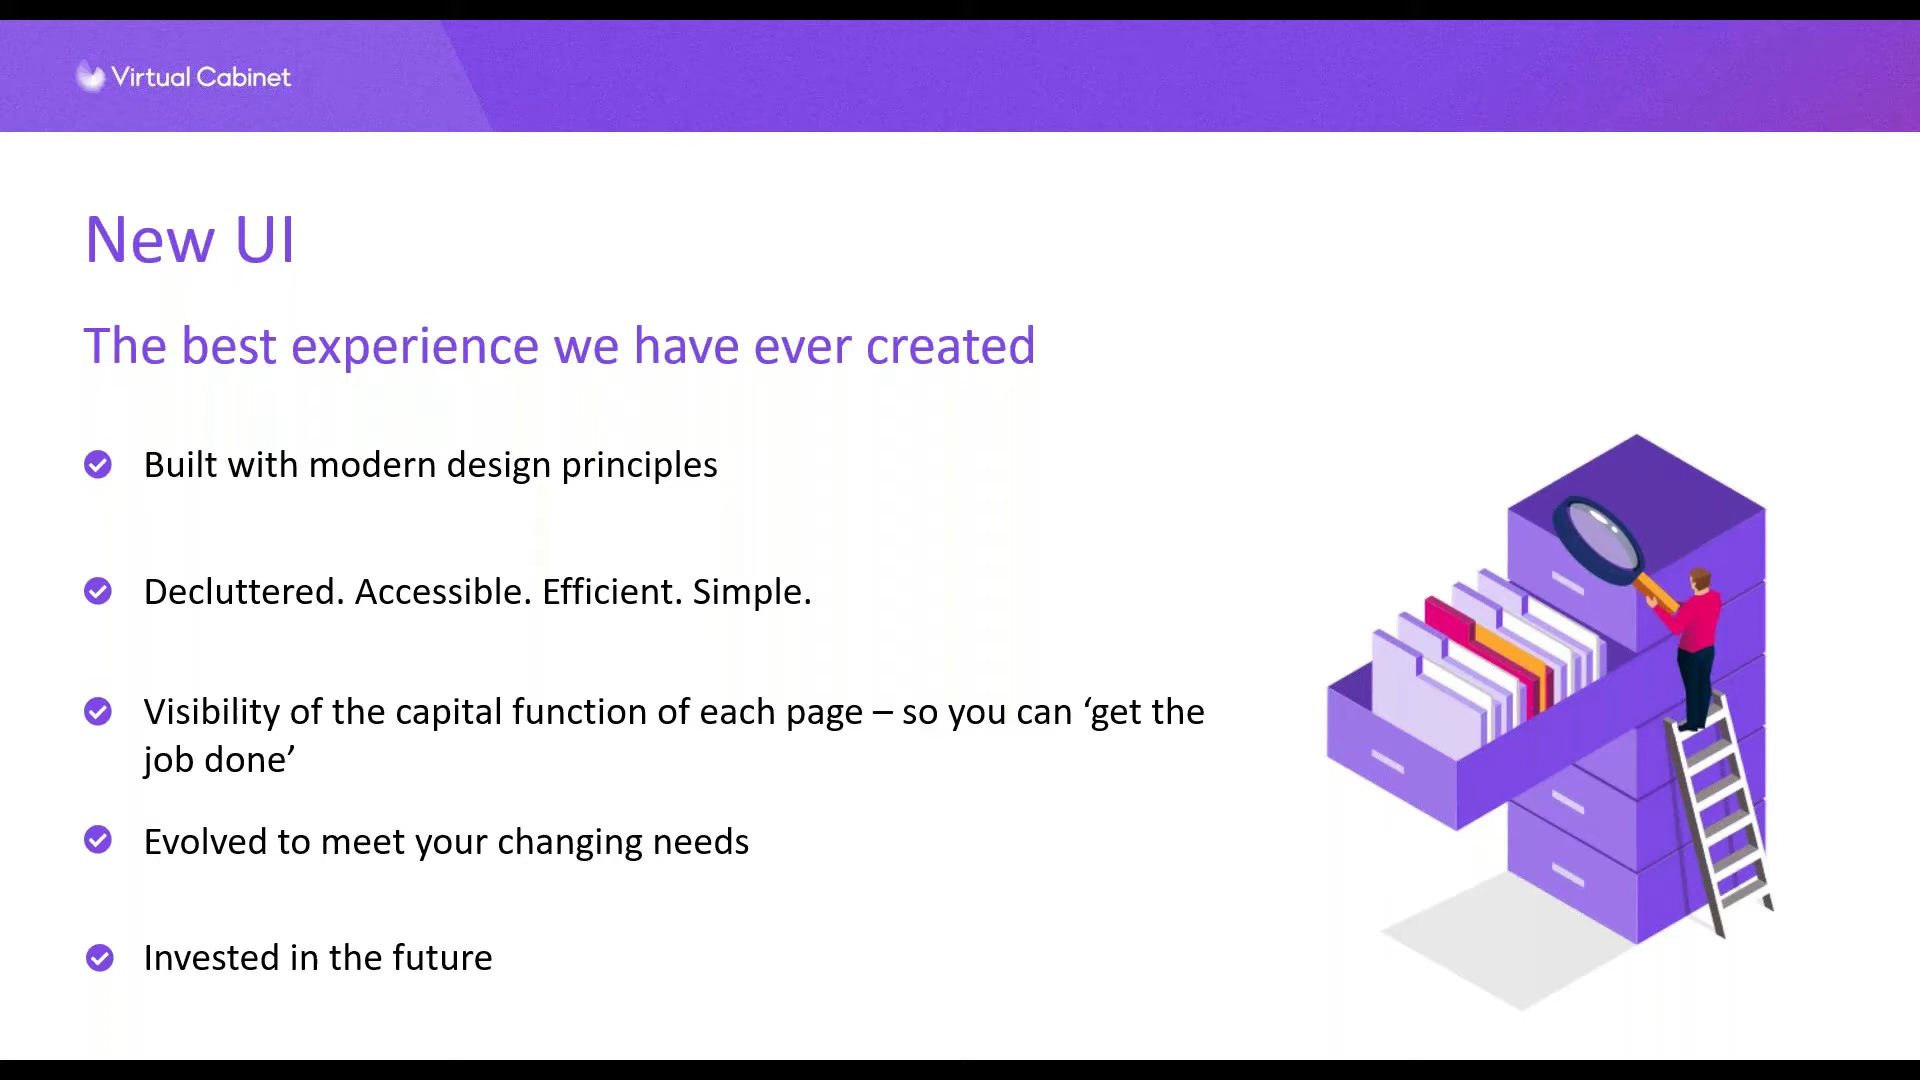 Virtual Cabinet
New UI
The best experience we have ever created
Built with modern design principles
Decluttered. Accessible. Efficient. Simple.
Visibility of the capital function of each page – so you can ‘get the
job done’
Evolved to meet your changing needs
Invested in the future